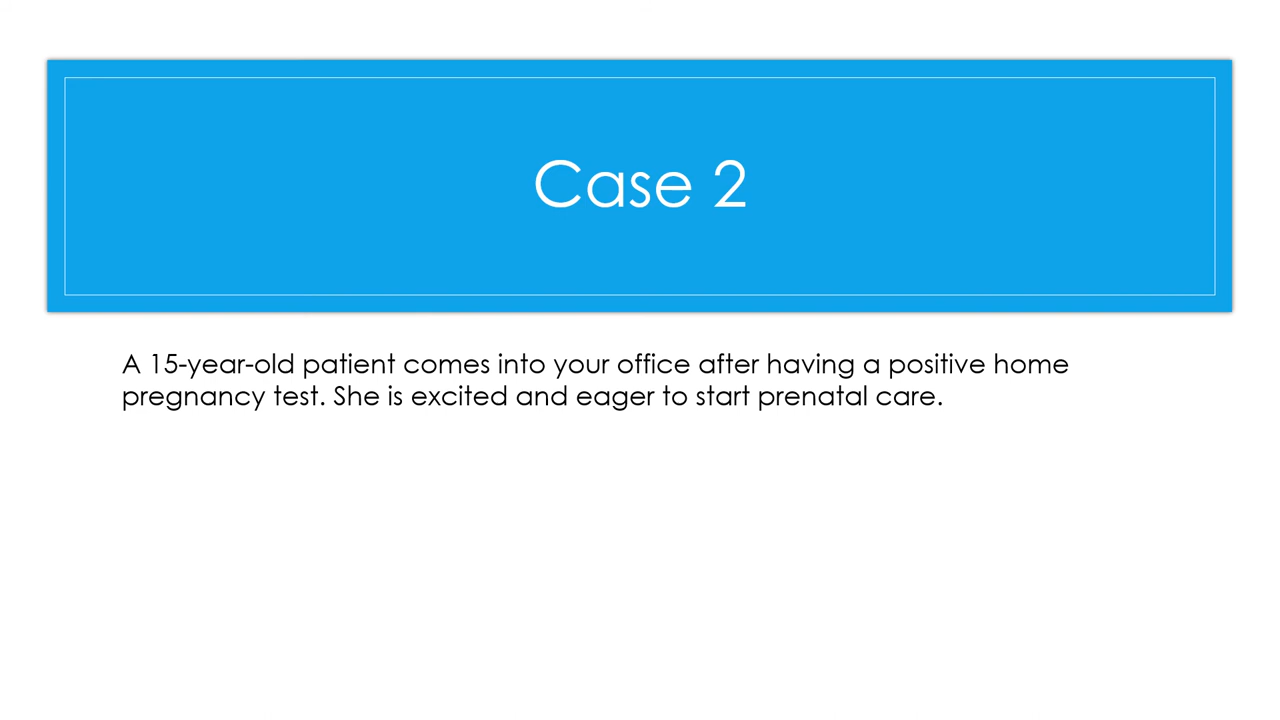 Case 2
A 15-year-old patient comes into your office after having a positive home
pregnancy test. She is excited and eager to start prenatal care.